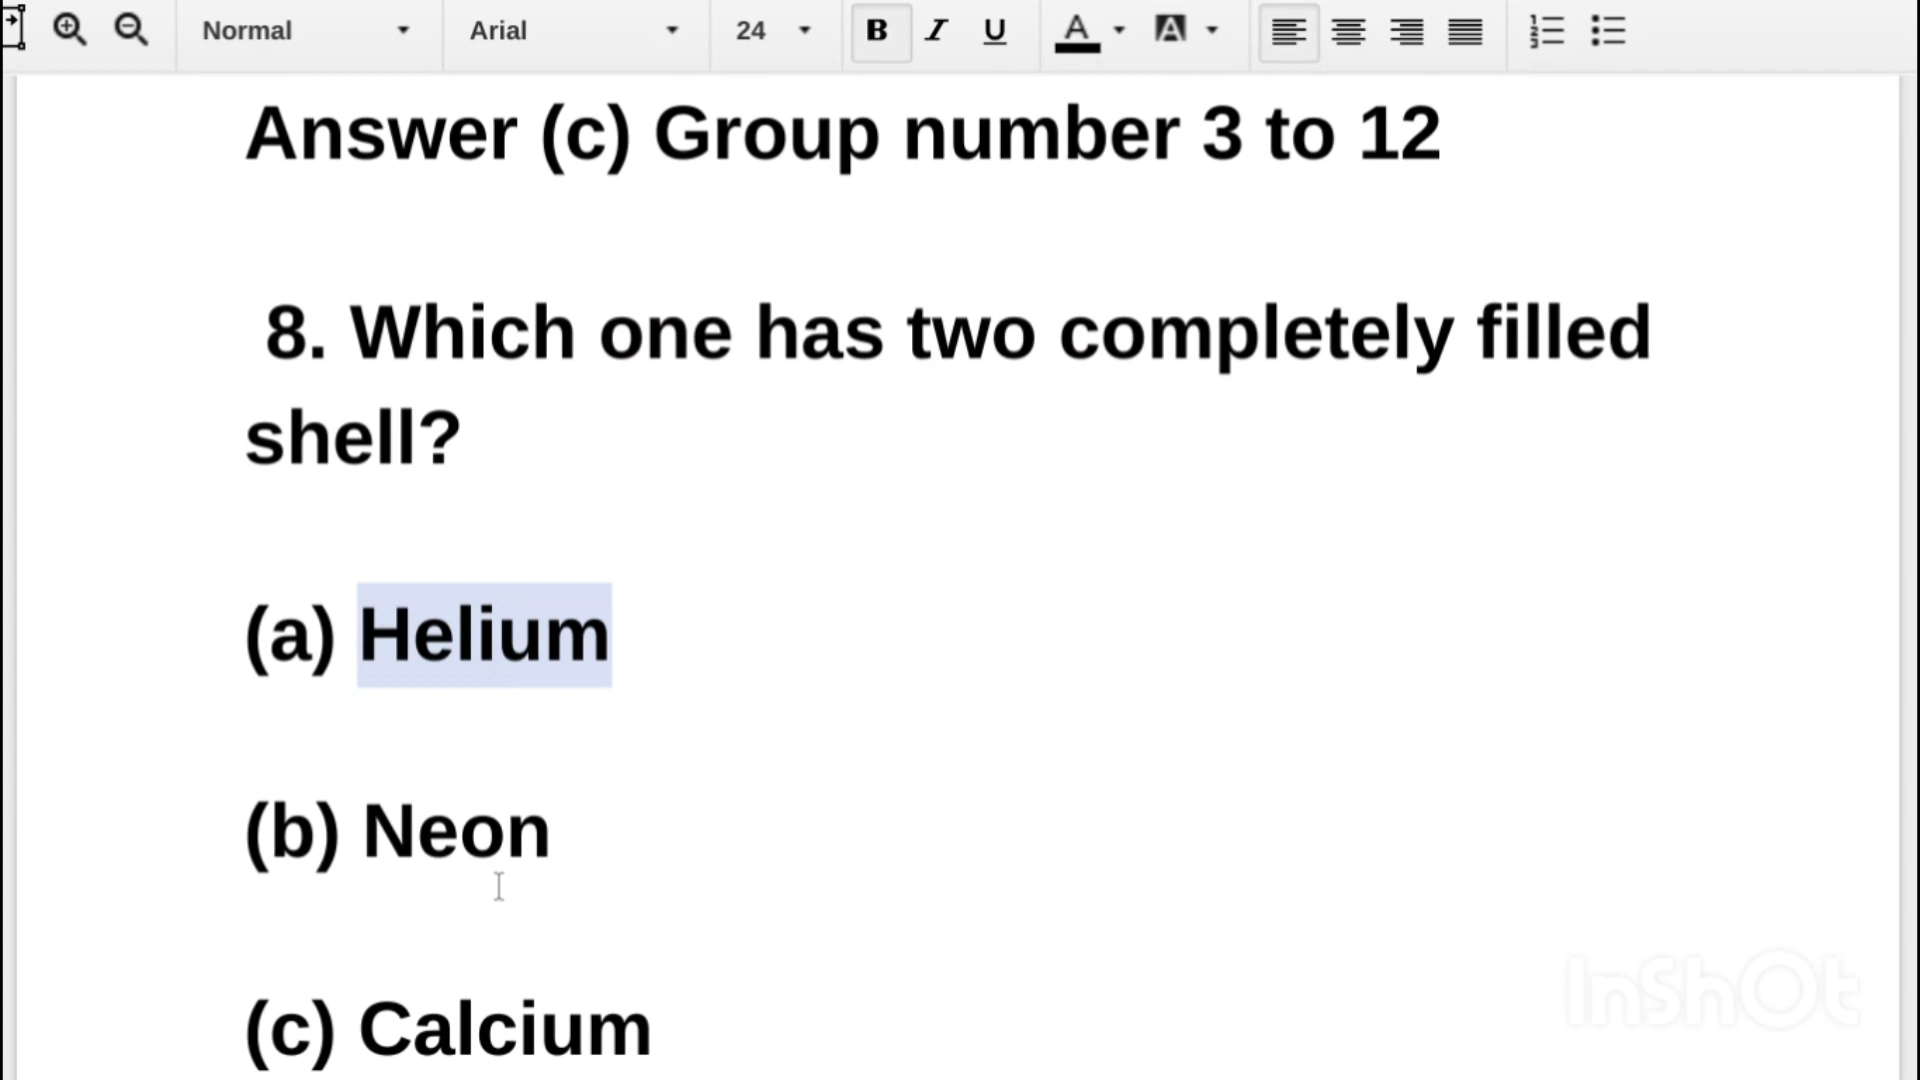 Normal Arial 24 B I U A A
Answer (c) Group number 3 to 12
8. Which one has two completely filled
shell?
(a) Helium
(b) Neon
(c) Calcium
InShOt